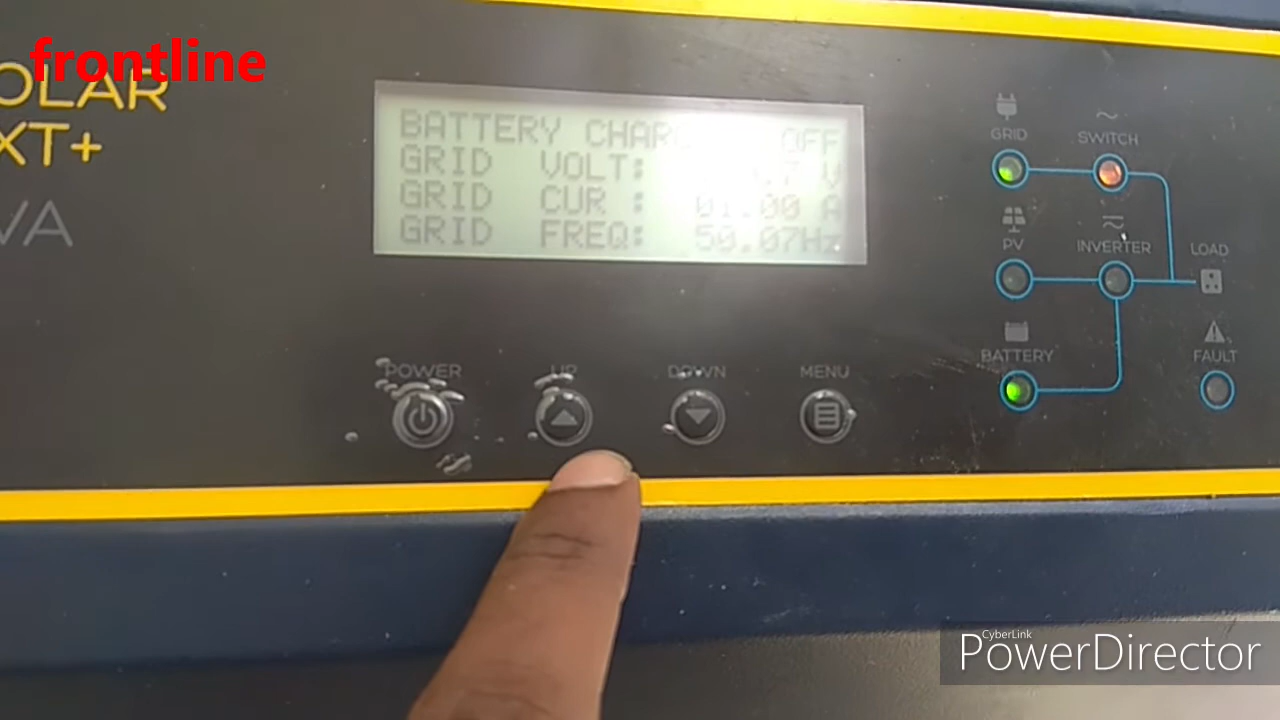 frontline
OLAR
XT+
VA
BATTERY CHAR OFF
GRID VOLT: V
GRID CUR : 01.00 A
GRID FREQ: 50.07Hz
POWER
UP
DOWN
MENU
GRID
SWITCH
PV
INVERTER
LOAD
BATTERY
FAULT
CyberLink
PowerDirector